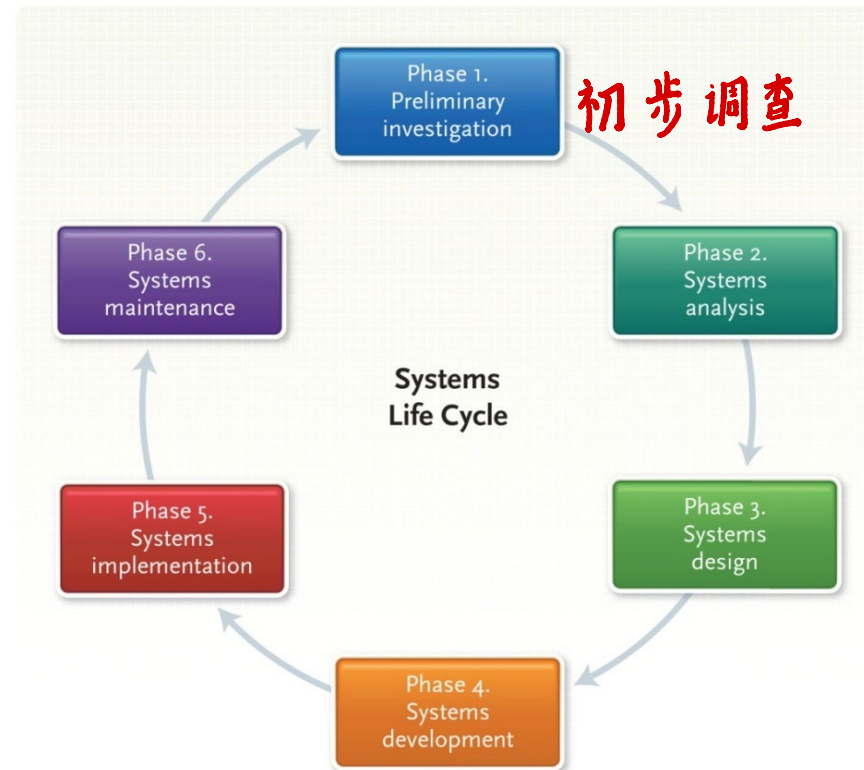 Phase 1.
Preliminary
investigation
初步调查
Phase 2.
Systems
analysis
Phase 3.
Systems
design
Phase 4.
Systems
development
Phase 5.
Systems
implementation
Phase 6.
Systems
maintenance
Systems
Life Cycle